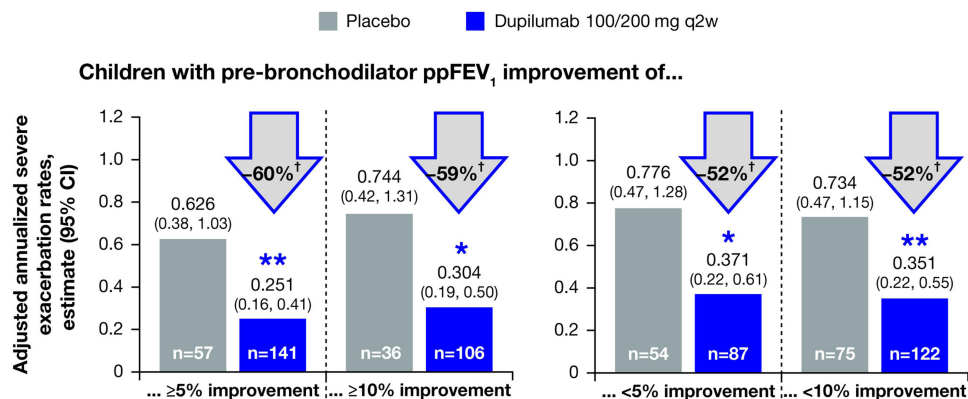 Placebo
Dupilumab 100/200 mg q2w
Children with pre-bronchodilator ppFEV1 improvement of...
Adjusted annualized severe
exacerbation rates,
estimate (95% CI)
1.2
1.0
0.8
0.6
0.4
0.2
0
0.626
(0.38, 1.03)
n=57
–60%†
**
0.251
(0.16, 0.41)
n=141
... ≥5% improvement
0.744
(0.42, 1.31)
n=36
–59%†
*
0.304
(0.19, 0.50)
n=106
... ≥10% improvement
1.2
1.0
0.8
0.6
0.4
0.2
0
0.776
(0.47, 1.28)
n=54
–52%†
*
0.371
(0.22, 0.61)
n=87
... <5% improvement
0.734
(0.47, 1.15)
n=75
–52%†
**
0.351
(0.22, 0.55)
n=122
... <10% improvement